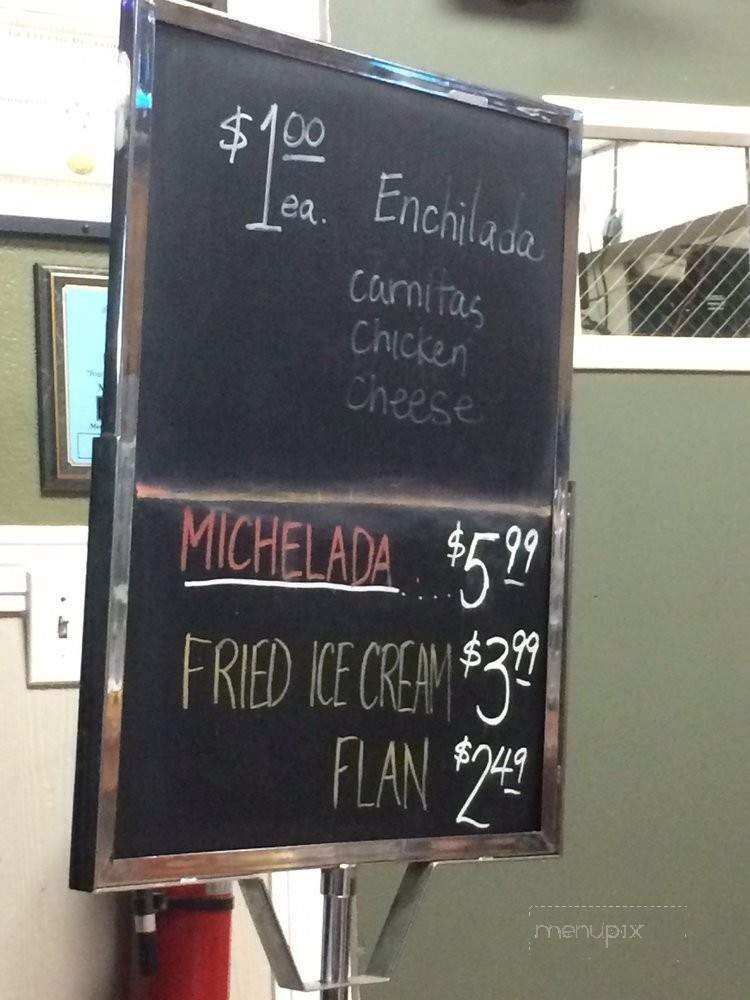 $1.00 ea. Enchilada
carnitas
Chicken
cheese
MICHELADA .... $5.99
FRIED ICE CREAM $3.99
FLAN $2.49
menupix